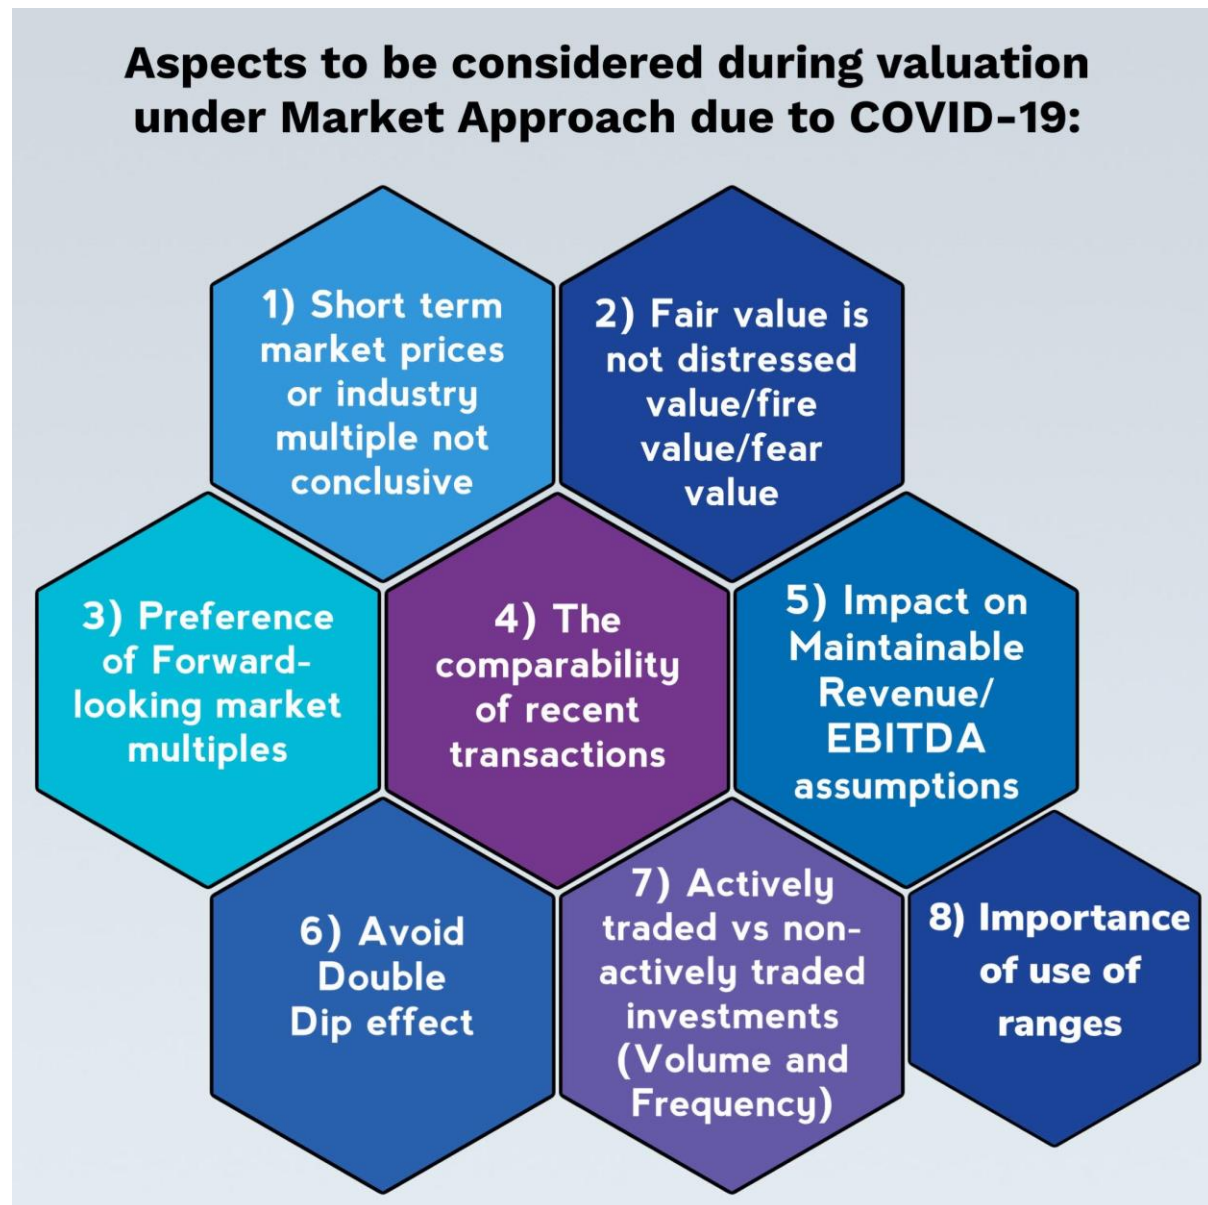 Aspects to be considered during valuation
under Market Approach due to COVID-19:
1) Short term
market prices
or industry
multiple not
conclusive
2) Fair value is
not distressed
value/fire
value/fear
value
3) Preference
of Forward-
looking market
multiples
4) The
comparability
of recent
transactions
5) Impact on
Maintainable
Revenue/
EBITDA
assumptions
6) Avoid
Double
Dip effect
7) Actively
traded vs non-
actively traded
investments
(Volume and
Frequency)
8) Importance
of use of
ranges